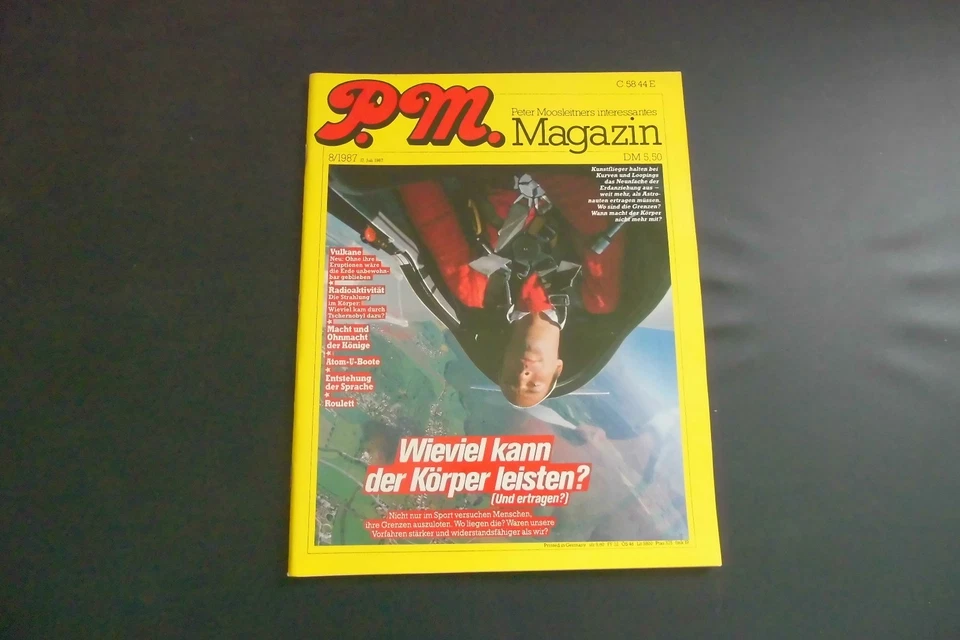 C 5844 E
P.M.
Peter Moosleitners interessantes
Magazin
8/1987
DM 5,50
Kunstflieger halten bei
Kurven und Loopings
das Neunfache der
Erdanziehung aus —
weit mehr, als Astro-
nauten ertragen müssen.
Wo sind die Grenzen?
Wann macht der Körper
nicht mehr mit?
Vulkane
Neu: Ohne ihre
Eruptionen wäre
die Erde unbewohn-
bar geblieben
Radioaktivität
Die Strahlung
im Körper:
Wieviel kam durch
Tschernobyl dazu?
Macht und
Ohnmacht
der Könige
Atom-U-Boote
Entstehung
der Sprache
Roulett
Wieviel kann
der Körper leisten?
(Und ertragen?)
Nicht nur im Sport versuchen Menschen,
ihre Grenzen auszuloten. Wo liegen die? Waren unsere
Vorfahren stärker und widerstandsfähiger als wir?
Printed in Germany